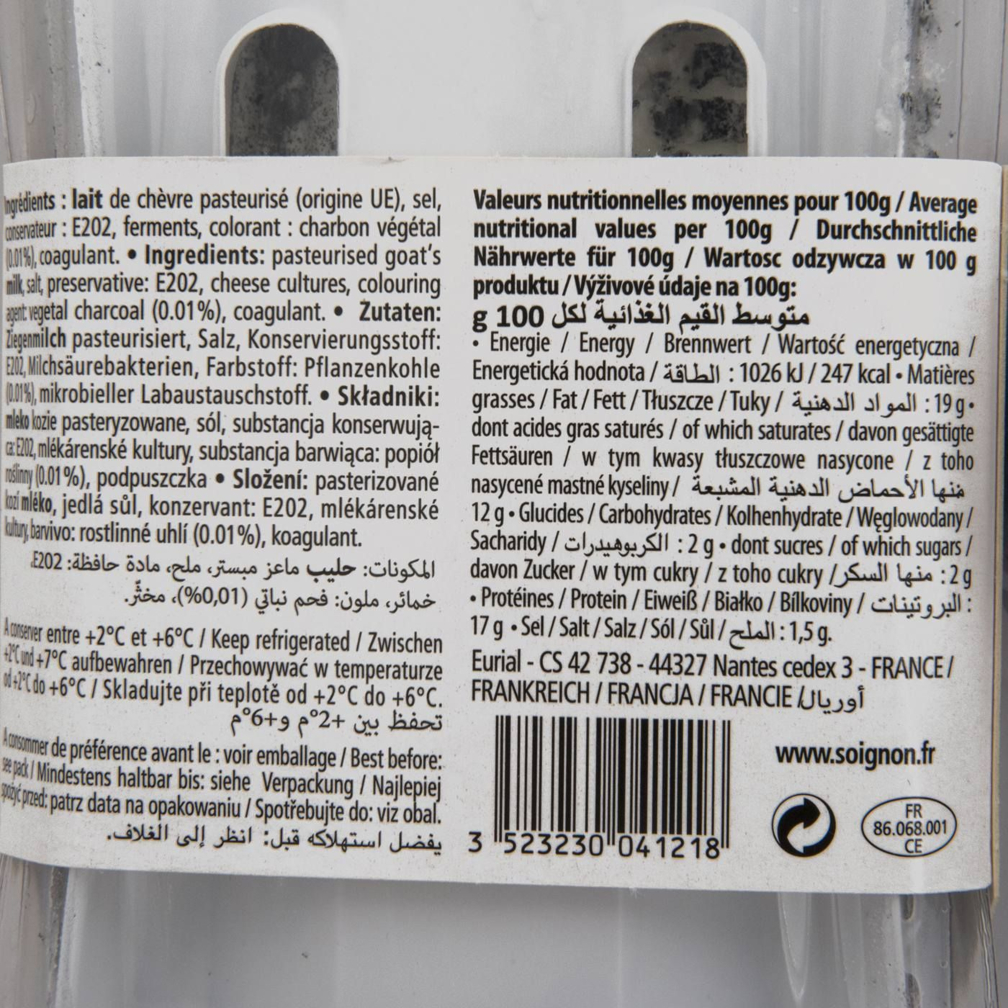 Ingrédients : lait de chèvre pasteurisé (origine UE), sel,
conservateur : E202, ferments, colorant : charbon végétal
(0.01%), coagulant. • Ingredients: pasteurised goat's
milk, salt, preservative: E202, cheese cultures, colouring
agent: vegetal charcoal (0.01%), coagulant. • Zutaten:
Ziegenmilch pasteurisiert, Salz, Konservierungsstoff:
E202, Milchsäurebakterien, Farbstoff: Pflanzenkohle
(0.01%), mikrobieller Labaustauschstoff. • Składniki:
mleko kozie pasteryzowane, sól, substancja konserwują-
ca: E202, mlékárenské kultury, substancja barwiąca: popiół
roślinny (0.01%), podpuszczka • Složení: pasterizované
kozí mléko, jedlá sůl, konzervant: E202, mlékárenské
kultury, barvivo: rostlinné uhlí (0.01%), koagulant.
المكونات: حليب ماعز مبستر، ملح، مادة حافظة: E202،
خمائر، ملون: فحم نباتي (0,01%)، مخثّر.
A conserver entre +2°C et +6°C / Keep refrigerated / Zwischen
+2°C und +7°C aufbewahren / Przechowywać w temperaturze
od +2°C do +6°C / Skladujte při teplotě od +2°C do +6°C.
تحفظ بين +2°م و+6°م
A consommer de préférence avant le : voir emballage / Best before:
see pack / Mindestens haltbar bis: siehe Verpackung / Najlepiej
spożyć przed: patrz data na opakowaniu / Spotřebujte do: viz obal.
يفضل استهلاكه قبل: انظر إلى الغلاف.
Valeurs nutritionnelles moyennes pour 100g / Average
nutritional values per 100g / Durchschnittliche
Nährwerte für 100g / Wartosc odzywcza w 100 g
produktu / Výživové údaje na 100g:
متوسط القيم الغذائية لكل 100 g
• Energie / Energy / Brennwert / Wartość energetyczna /
Energetická hodnota / الطاقة : 1026 kJ / 247 kcal • Matières
grasses / Fat / Fett / Tłuszcze / Tuky / المواد الدهنية : 19 g •
dont acides gras saturés / of which saturates / davon gesättigte
Fettsäuren / w tym kwasy tłuszczowe nasycone / z toho
nasycené mastné kyseliny / منها الأحماض الدهنية المشبعة
12 g • Glucides / Carbohydrates / Kolhenhydrate / Węglowodany /
Sacharidy / الكربوهيدرات : 2 g • dont sucres / of which sugars /
davon Zucker / w tym cukry / z toho cukry / منها السكر : 2 g
• Protéines / Protein / Eiweiß / Białko / Bílkoviny / البروتينات :
17 g • Sel / Salt / Salz / Sól / Sůl / الملح : 1,5 g.
Eurial - CS 42 738 - 44327 Nantes cedex 3 - FRANCE /
FRANKREICH / FRANCJA / FRANCIE / أوريال
www.soignon.fr
3 523230 041218
FR
86.068.001
CE